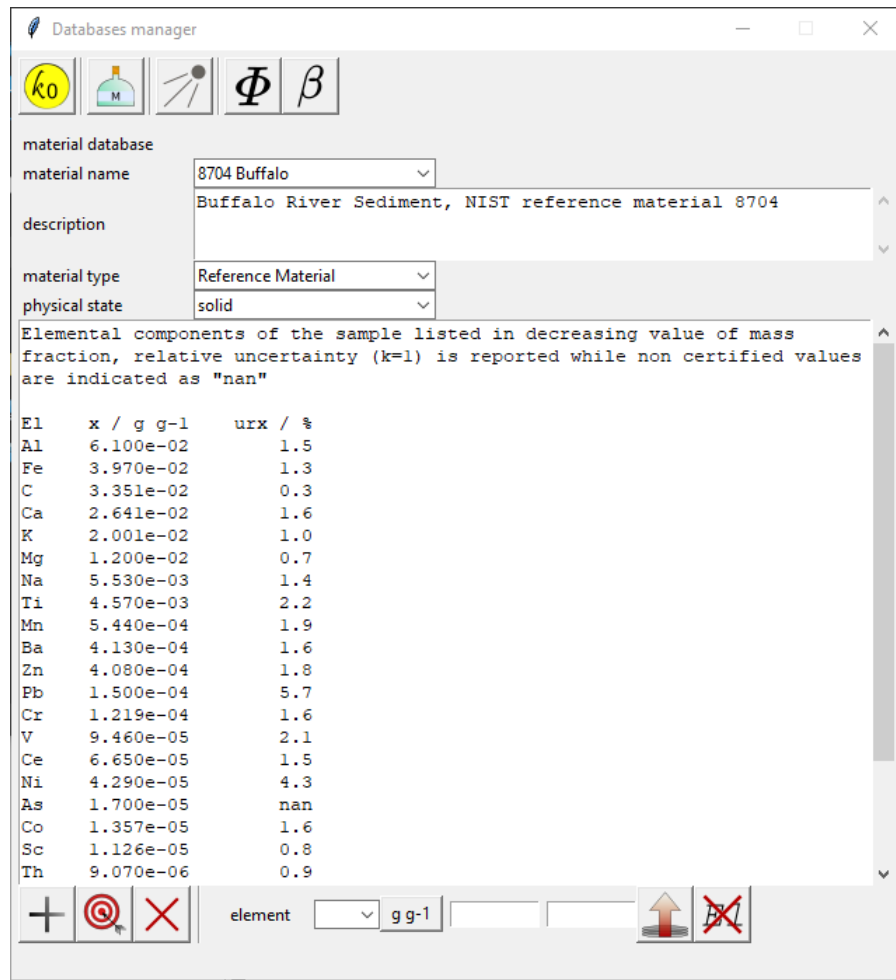 Databases manager
k0 M Φ β
material database
material name 8704 Buffalo
description Buffalo River Sediment, NIST reference material 8704
material type Reference Material
physical state solid
Elemental components of the sample listed in decreasing value of mass
fraction, relative uncertainty (k=1) is reported while non certified values
are indicated as "nan"
El x / g g-1 urx / %
Al 6.100e-02 1.5
Fe 3.970e-02 1.3
C 3.351e-02 0.3
Ca 2.641e-02 1.6
K 2.001e-02 1.0
Mg 1.200e-02 0.7
Na 5.530e-03 1.4
Ti 4.570e-03 2.2
Mn 5.440e-04 1.9
Ba 4.130e-04 1.6
Zn 4.080e-04 1.8
Pb 1.500e-04 5.7
Cr 1.219e-04 1.6
V 9.460e-05 2.1
Ce 6.650e-05 1.5
Ni 4.290e-05 4.3
As 1.700e-05 nan
Co 1.357e-05 1.6
Sc 1.126e-05 0.8
Th 9.070e-06 0.9
element g g-1 El